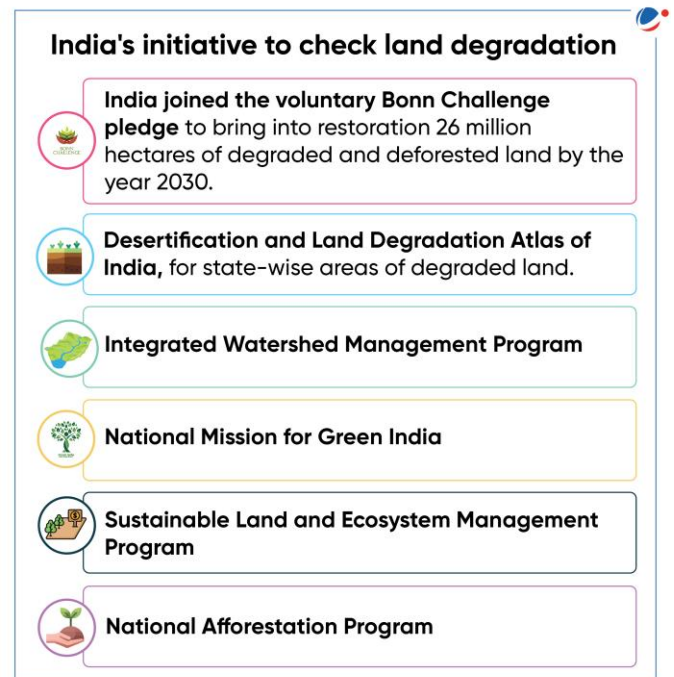 India's initiative to check land degradation
India joined the voluntary Bonn Challenge
pledge to bring into restoration 26 million
hectares of degraded and deforested land by the
year 2030.
BONN
CHALLENGE
Desertification and Land Degradation Atlas of
India, for state-wise areas of degraded land.
Integrated Watershed Management Program
National Mission for Green India
Sustainable Land and Ecosystem Management
Program
National Afforestation Program